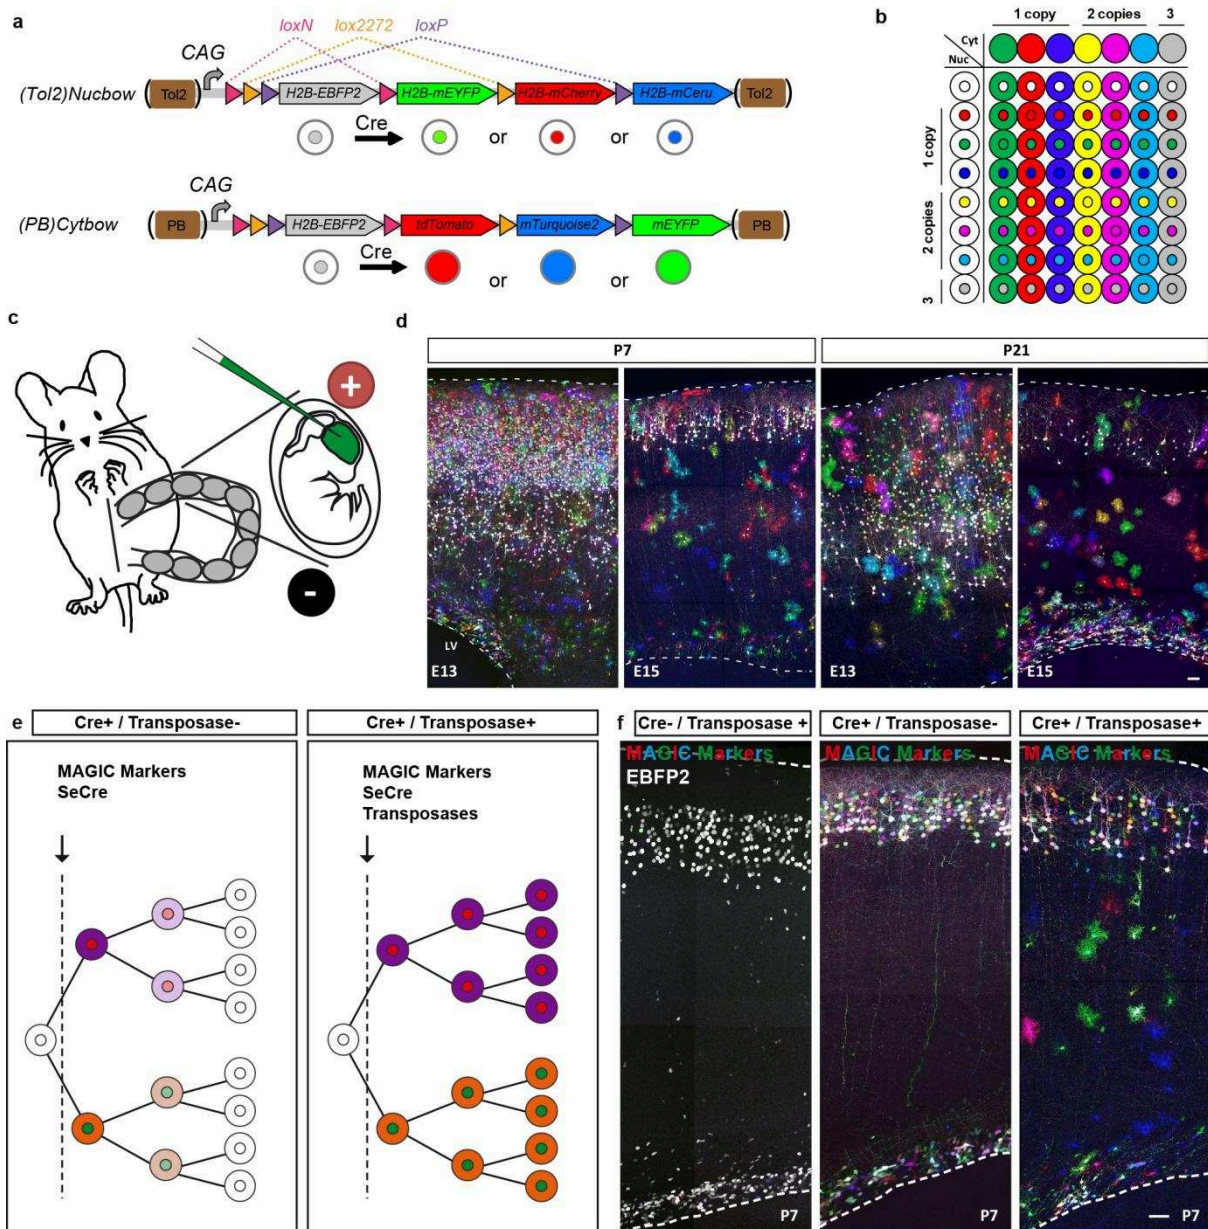 a
loxN lox2272 loxP
CAG
(Tol2)Nucbow
Tol2 H2B-EBFP2 H2B-mEYFP H2B-mCherry H2B-mCeru Tol2
Cre or or
CAG
(PB)Cytbow
PB H2B-EBFP2 tdTomato mTurquoise2 mEYFP PB
Cre or or
b
1 copy 2 copies 3
Cyt
Nuc
1 copy
2 copies
3
c
+
-
d
P7 P21
LV
E13 E15 E13 E15
e
Cre+ / Transposase- Cre+ / Transposase+
MAGIC Markers
SeCre
MAGIC Markers
SeCre
Transposases
f
Cre- / Transposase + Cre+ / Transposase- Cre+ / Transposase+
MAGIC Markers MAGIC Markers MAGIC Markers
EBFP2
P7 P7 P7